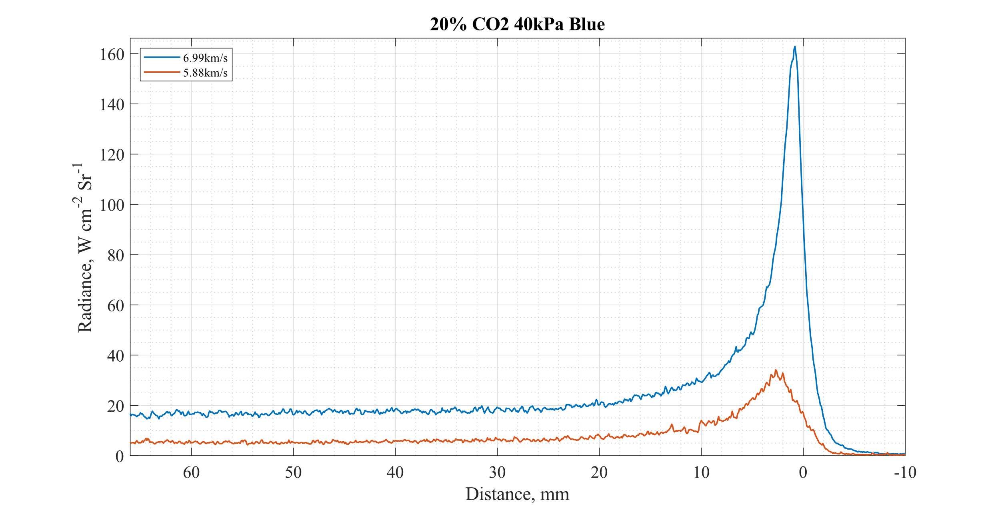 20% CO2 40kPa Blue
6.99km/s
5.88km/s
160
140
120
100
80
60
40
20
0
Radiance, W cm⁻² Sr⁻¹
60 50 40 30 20 10 0 -10
Distance, mm